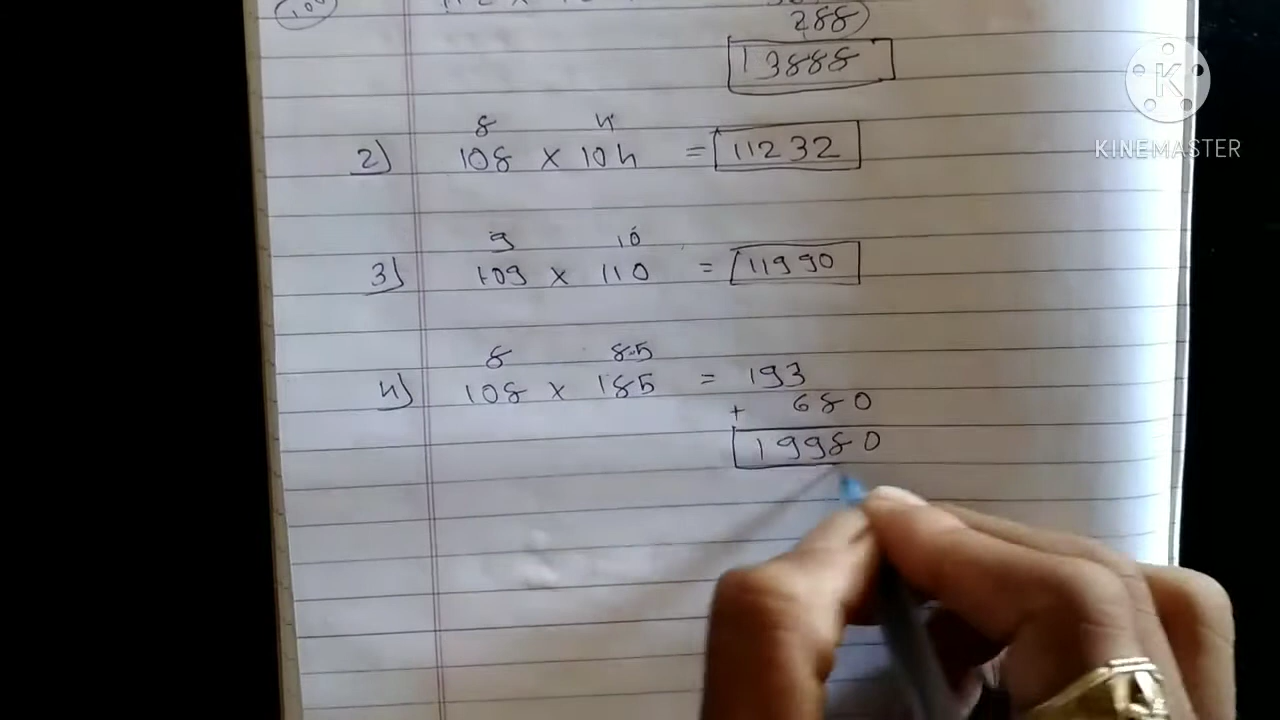 288
13888
K
KINEMASTER
8 4
2) 108 x 104 = 11232
9 10
3) 109 x 110 = 11990
8 85
4) 108 x 185 = 193
+ 680
19980